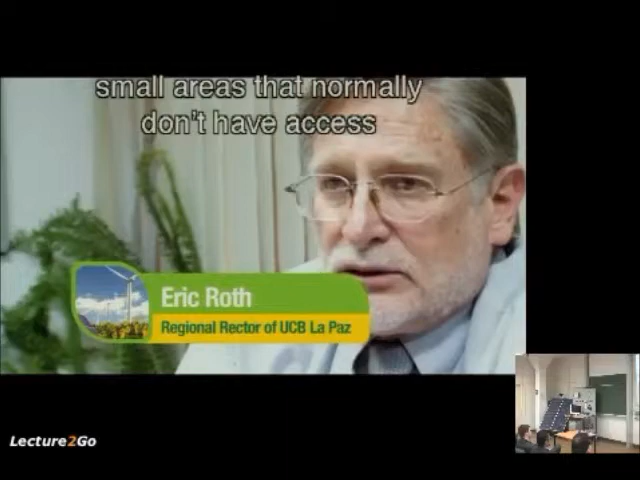 small areas that normally
don't have access
Eric Roth
Regional Rector of UCB La Paz
Lecture2Go